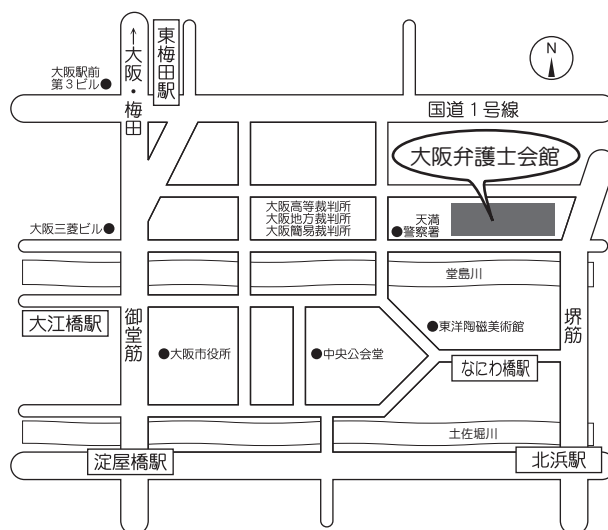 ↑大阪・梅田
東梅田駅
N
大阪駅前
第3ビル
国道1号線
大阪弁護士会館
大阪高等裁判所
大阪地方裁判所
大阪簡易裁判所
天満
警察署
大阪三菱ビル
堂島川
大江橋駅
御堂筋
堺筋
東洋陶磁美術館
大阪市役所
中央公会堂
なにわ橋駅
土佐堀川
淀屋橋駅
北浜駅